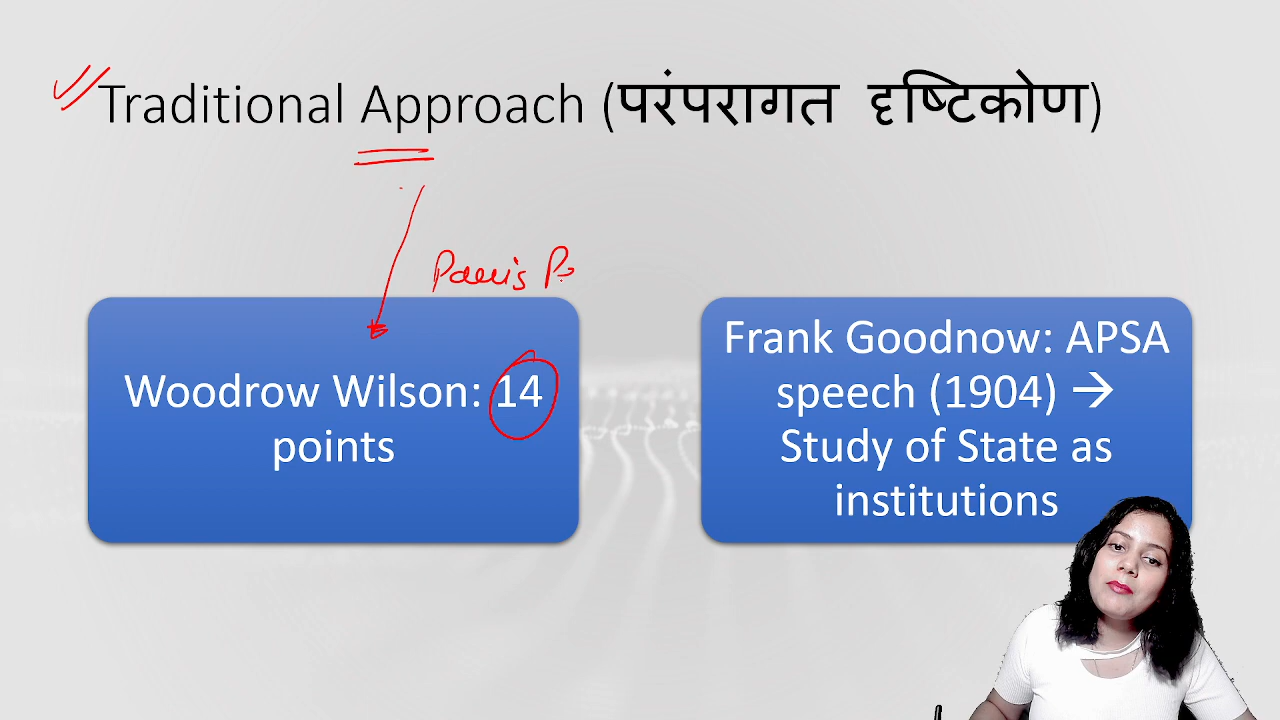 Traditional Approach (परंपरागत दृष्टिकोण)
Paris P
Woodrow Wilson: 14
points
Frank Goodnow: APSA
speech (1904) →
Study of State as
institutions